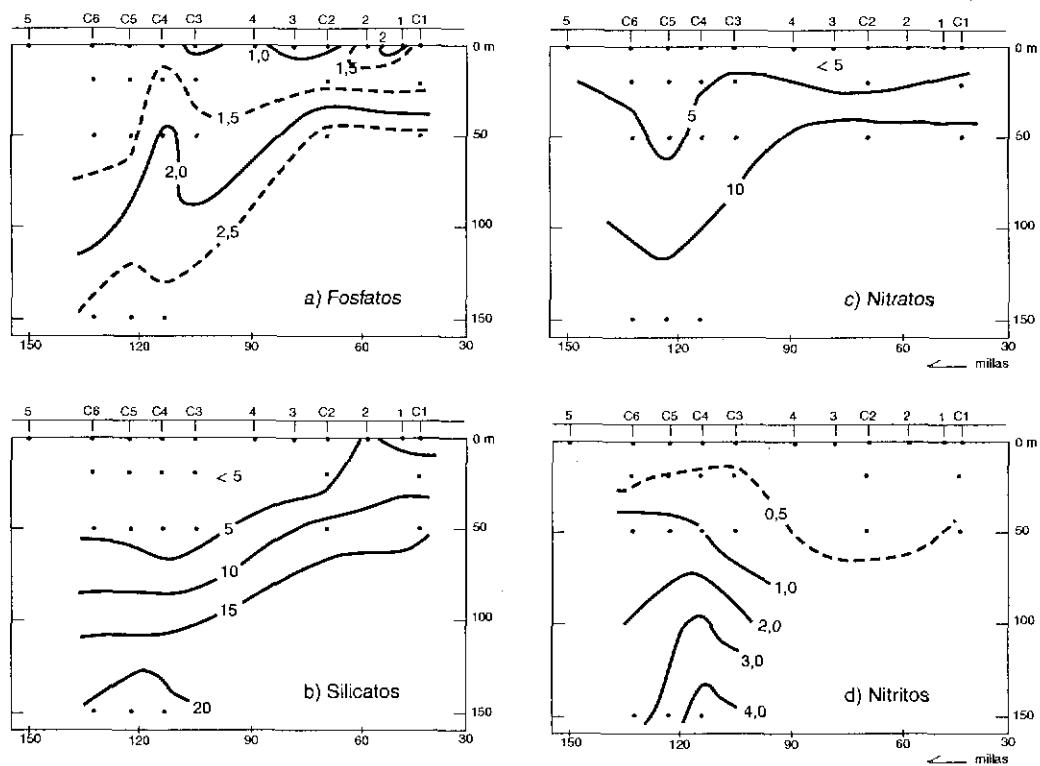 5 C6 C5 C4 C3 4 3 C2 2 1 C1
0 m
2
1,0
1,5
1,5
50
2,0
2,5
100
a) Fosfatos
150
150 120 90 60 30
5 C6 C5 C4 C3 4 3 C2 2 1 C1
0 m
< 5
5
50
10
100
c) Nitratos
150
150 120 90 60 30
millas
5 C6 C5 C4 C3 4 3 C2 2 1 C1
0 m
< 5
5
50
10
15
100
b) Silicatos
20
150
150 120 90 60 30
5 C6 C5 C4 C3 4 3 C2 2 1 C1
0 m
0,5
50
1,0
2,0
100
3,0
4,0
d) Nitritos
150
150 120 90 60 30
millas